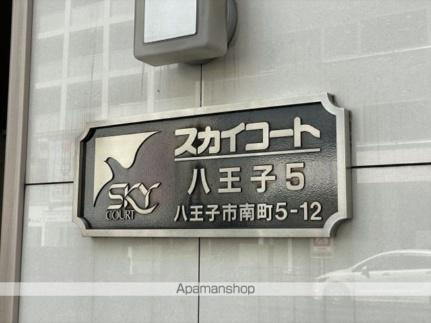 スカイコート
SKY
COURT
八王子5
八王子市南町5-12
Apamanshop